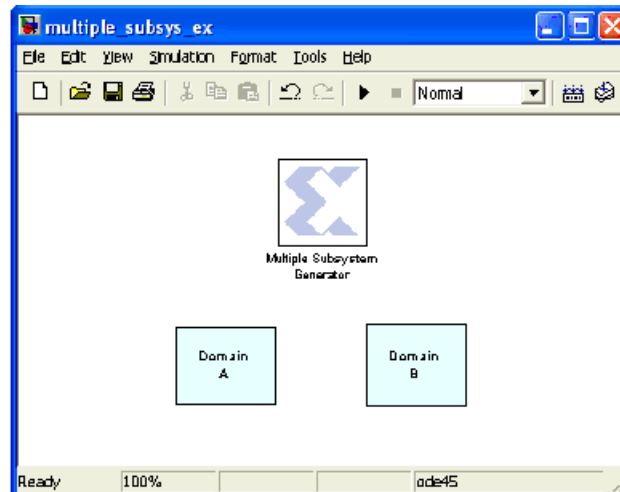 multiple_subsys_ex
File Edit View Simulation Format Tools Help
Normal
Multiple Subsystem
Generator
Domain
A
Domain
B
Ready 100% ode45